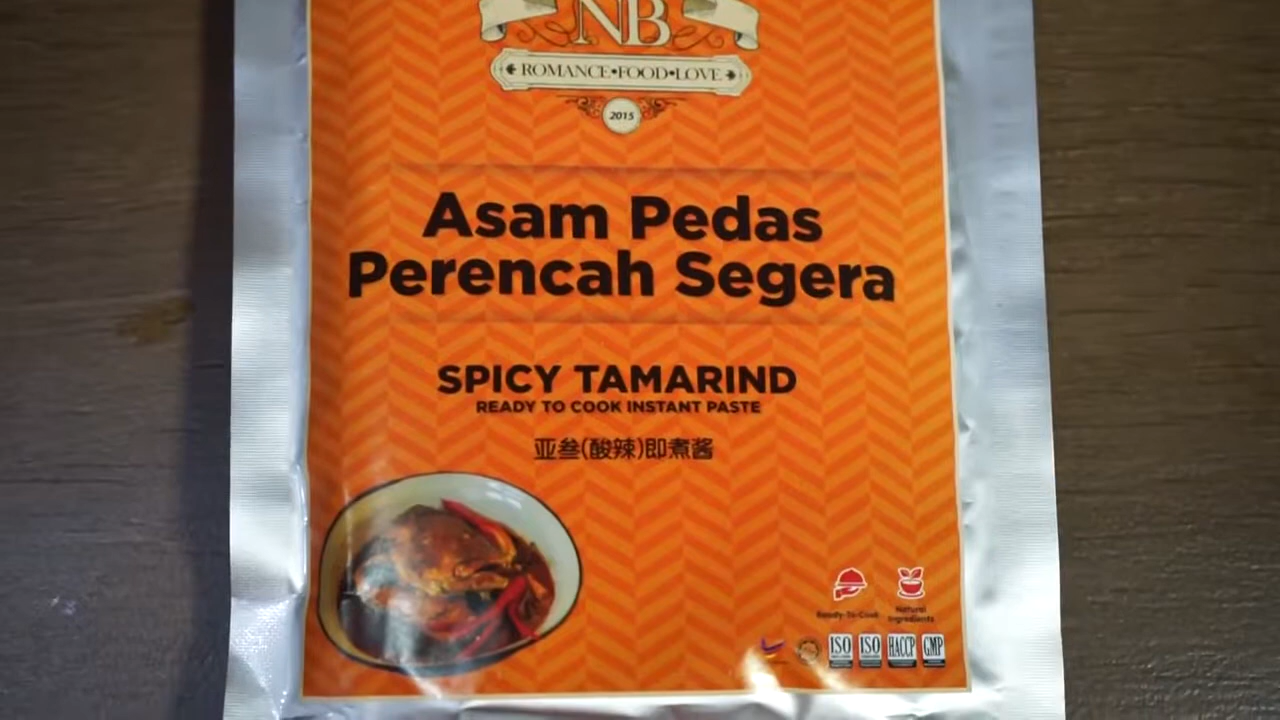 NB
ROMANCE•FOOD•LOVE
2015
Asam Pedas
Perencah Segera
SPICY TAMARIND
READY TO COOK INSTANT PASTE
亚叁(酸辣)即煮酱
Ready-To-Cook
Natural
Ingredients
ISO ISO HACCP GMP